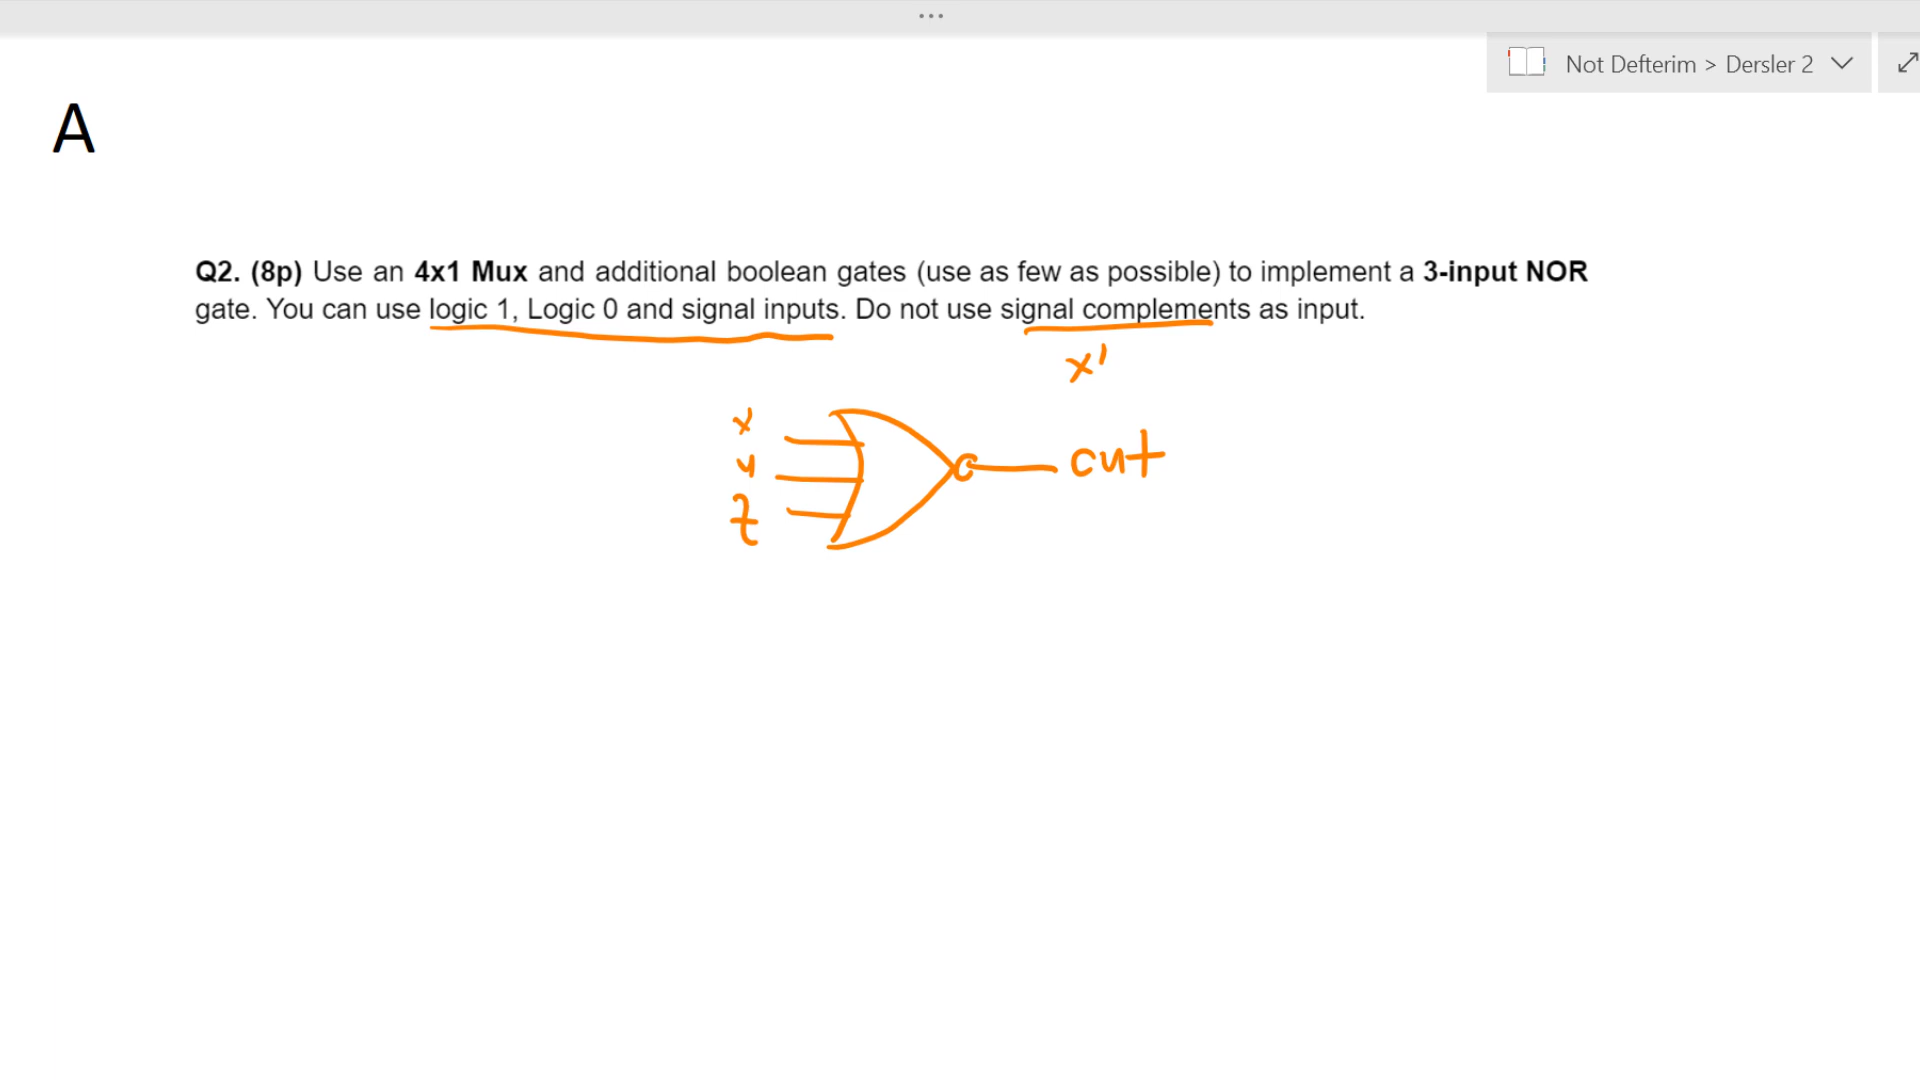 ...
Not Defterim > Dersler 2
A
Q2. (8p) Use an 4x1 Mux and additional boolean gates (use as few as possible) to implement a 3-input NOR
gate. You can use logic 1, Logic 0 and signal inputs. Do not use signal complements as input.
x'
x
y
z
out